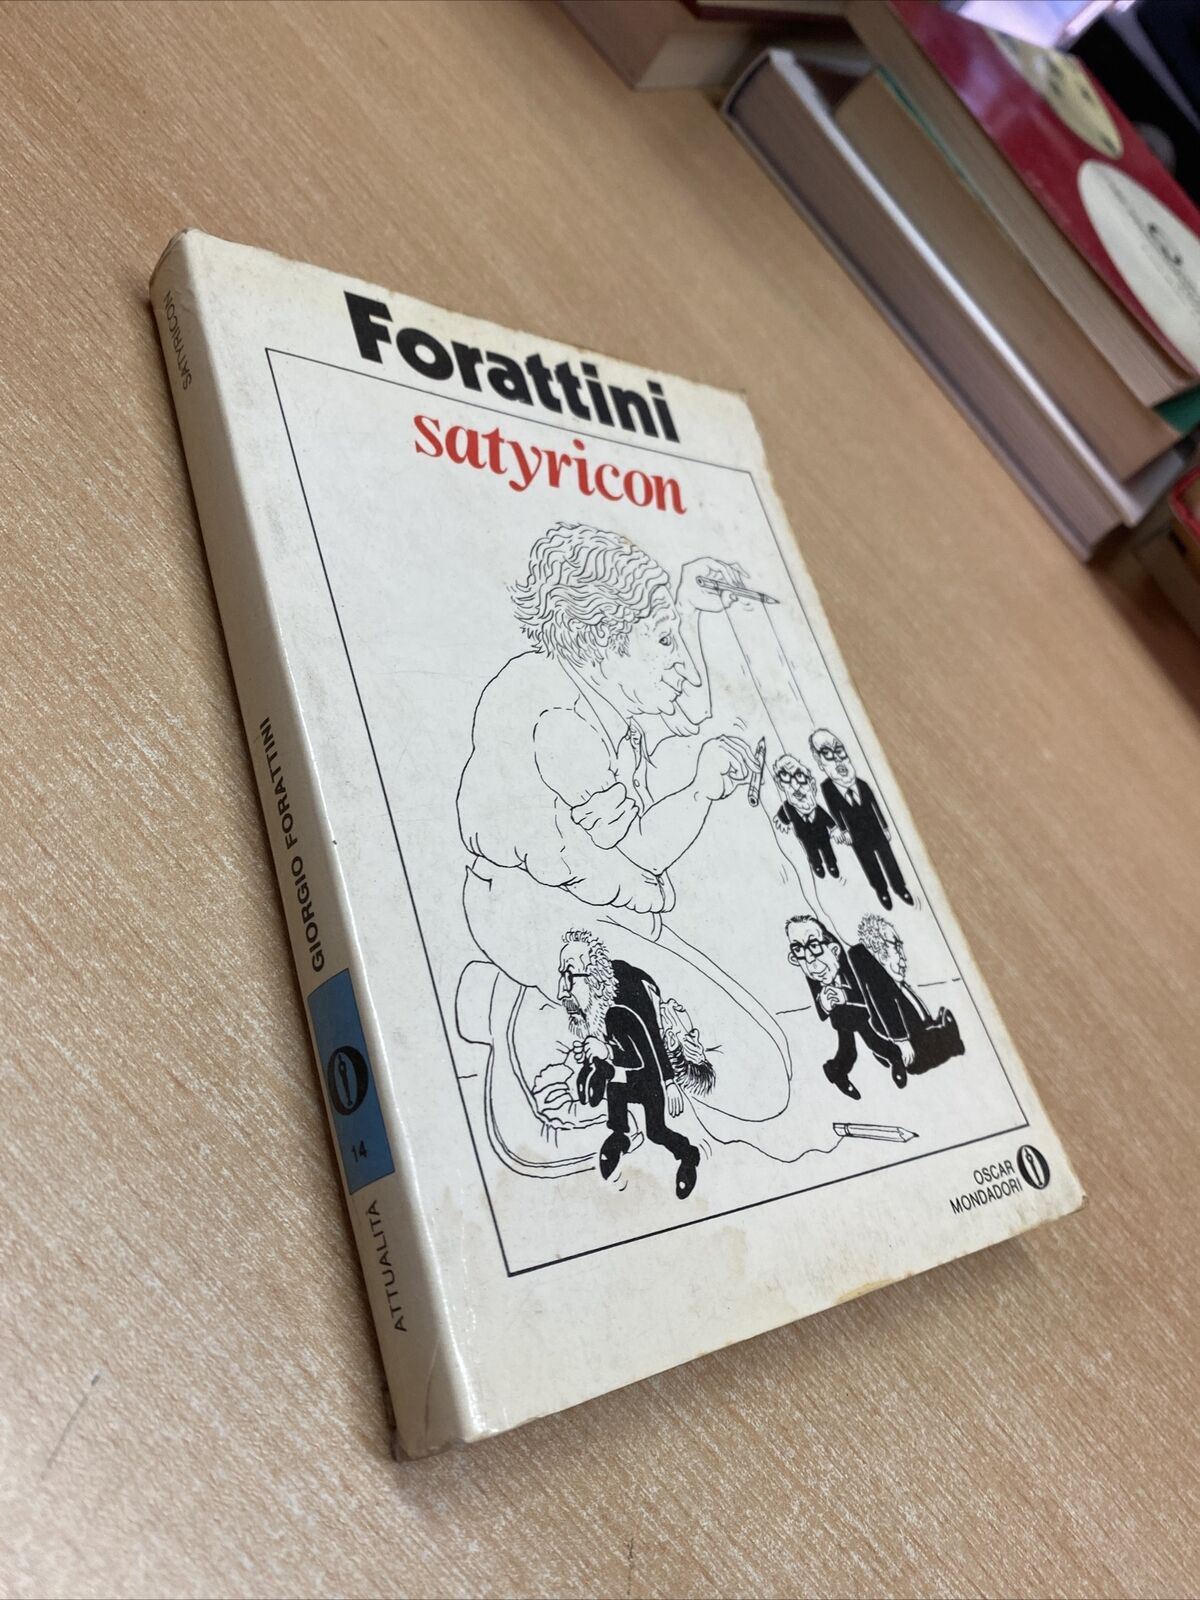 Forattini
satyricon
OSCAR
MONDADORI
SATYRICON
GIORGIO FORATTINI
14
ATTUALITÀ